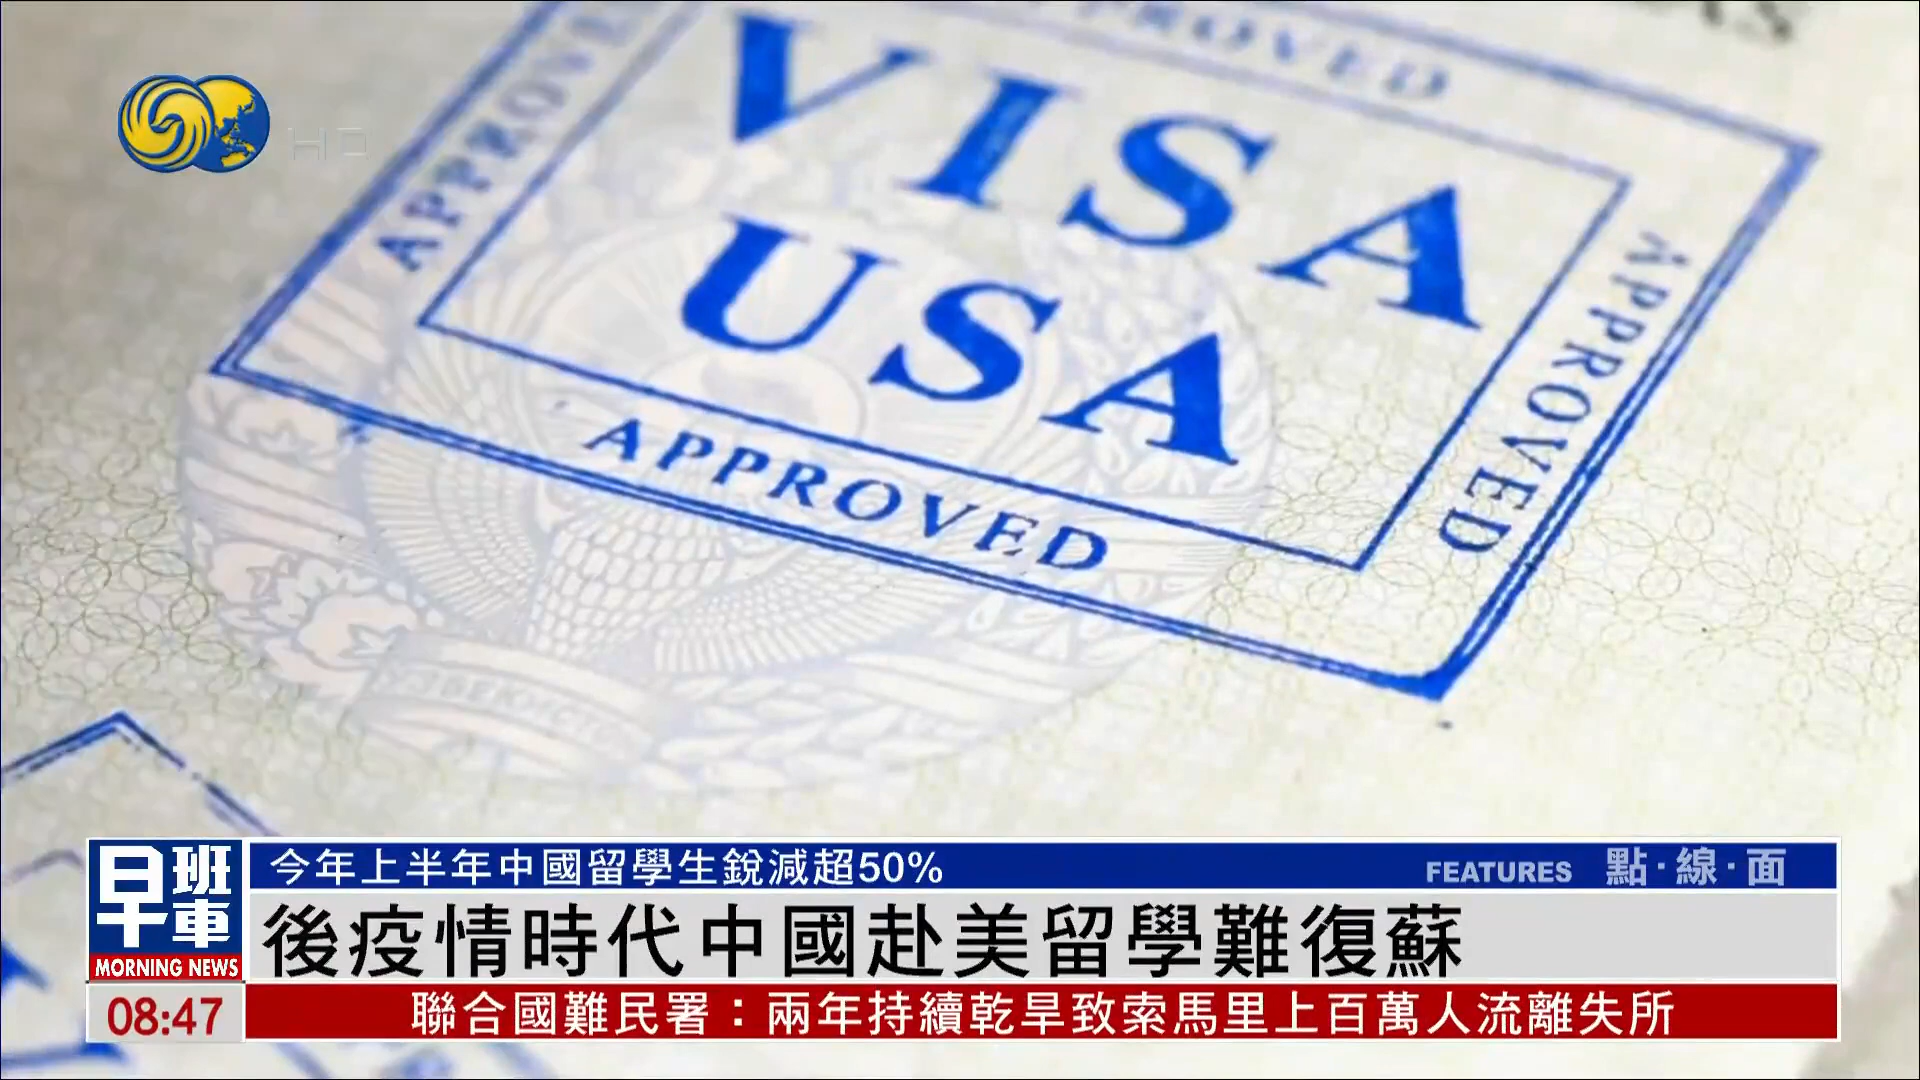 APPROVED
VISA
USA
APPROVED
APPROVED
APPROVED
HD
早班車
MORNING NEWS
08:47
今年上半年中國留學生銳減超50%
FEATURES 點·線·面
後疫情時代中國赴美留學難復蘇
聯合國難民署：兩年持續乾旱致索馬里上百萬人流離失所